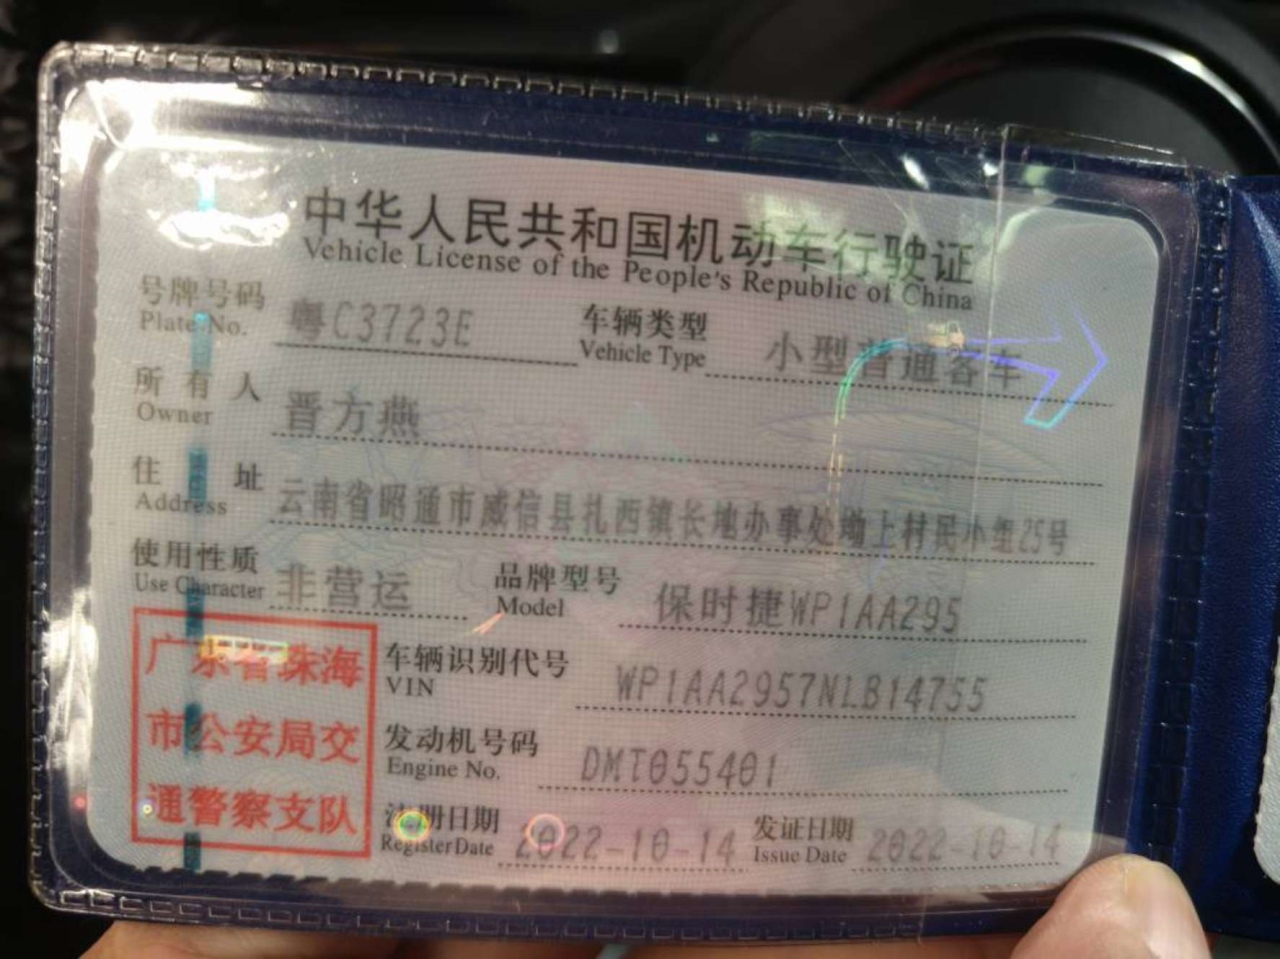 中华人民共和国机动车行驶证
Vehicle License of the People's Republic of China
号牌号码 粤C3723E 车辆类型 小型普通客车
Plate No. Vehicle Type
所有人 晋方燕
Owner
住址 云南省昭通市威信县扎西镇长地办事处坳上村民小组25号
Address
使用性质 非营运 品牌型号 保时捷WP1AA295
Use Character Model
广东省珠海
市公安局交
通警察支队
车辆识别代号 WP1AA2957NLB14755
VIN
发动机号码 DMT055401
Engine No.
注册日期 2022-10-14 发证日期 2022-10-14
Register Date Issue Date